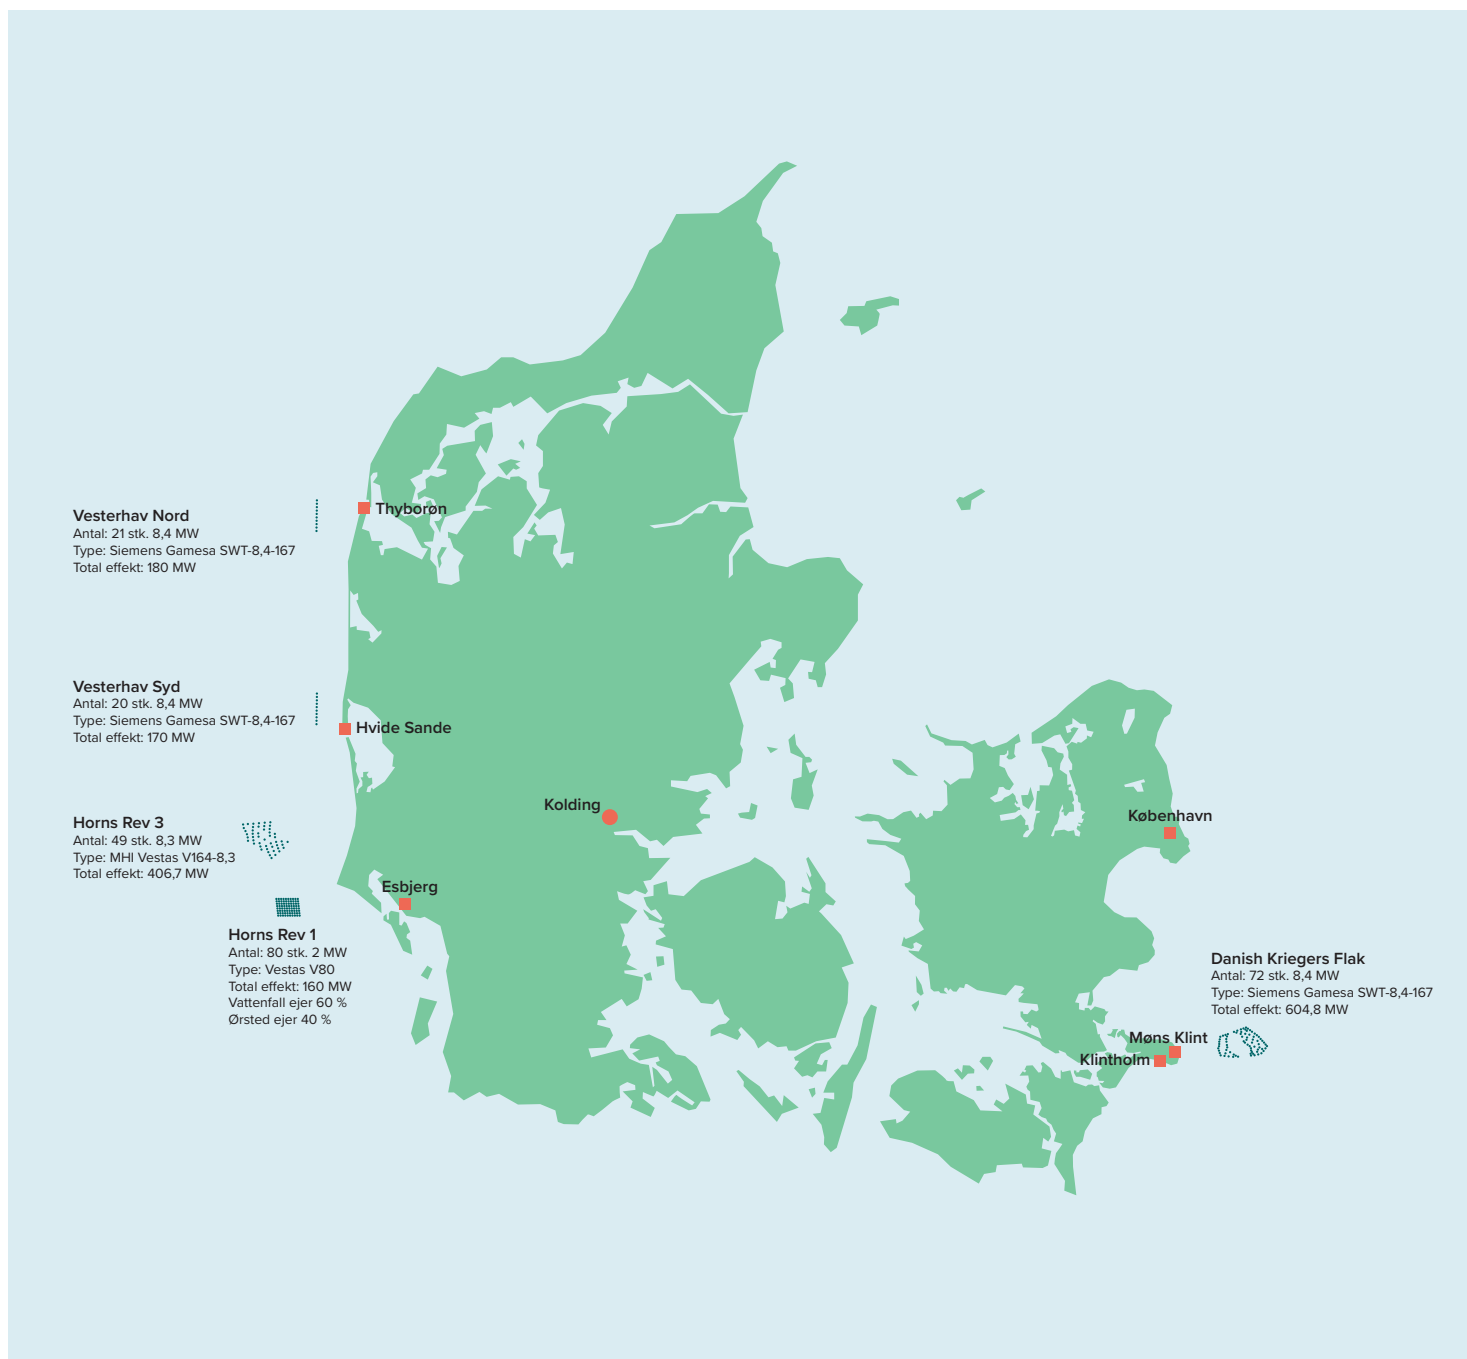 Thyborøn
Vesterhav Nord
Antal: 21 stk. 8,4 MW
Type: Siemens Gamesa SWT-8,4-167
Total effekt: 180 MW
Vesterhav Syd
Antal: 20 stk. 8,4 MW
Type: Siemens Gamesa SWT-8,4-167
Total effekt: 170 MW
Hvide Sande
Kolding
København
Horns Rev 3
Antal: 49 stk. 8,3 MW
Type: MHI Vestas V164-8,3
Total effekt: 406,7 MW
Esbjerg
Horns Rev 1
Antal: 80 stk. 2 MW
Type: Vestas V80
Total effekt: 160 MW
Vattenfall ejer 60 %
Ørsted ejer 40 %
Danish Kriegers Flak
Antal: 72 stk. 8,4 MW
Type: Siemens Gamesa SWT-8,4-167
Total effekt: 604,8 MW
Møns Klint
Klintholm